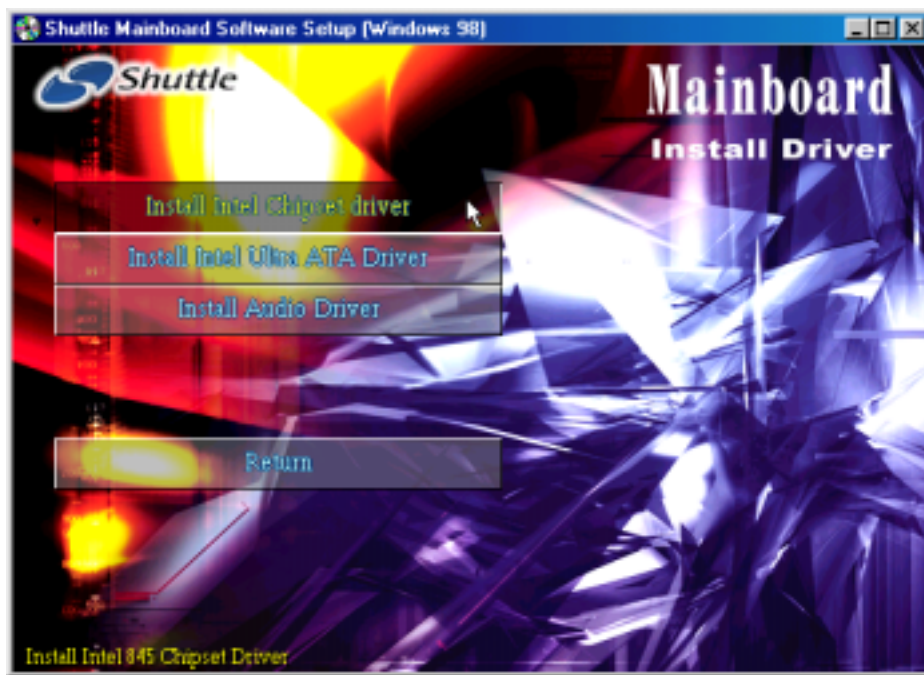 Shuttle Mainboard Software Setup (Windows 98)
Shuttle
Mainboard
Install Driver
Install Intel Chipset driver
Install Intel Ultra ATA Driver
Install Audio Driver
Return
Install Intel 845 Chipset Driver